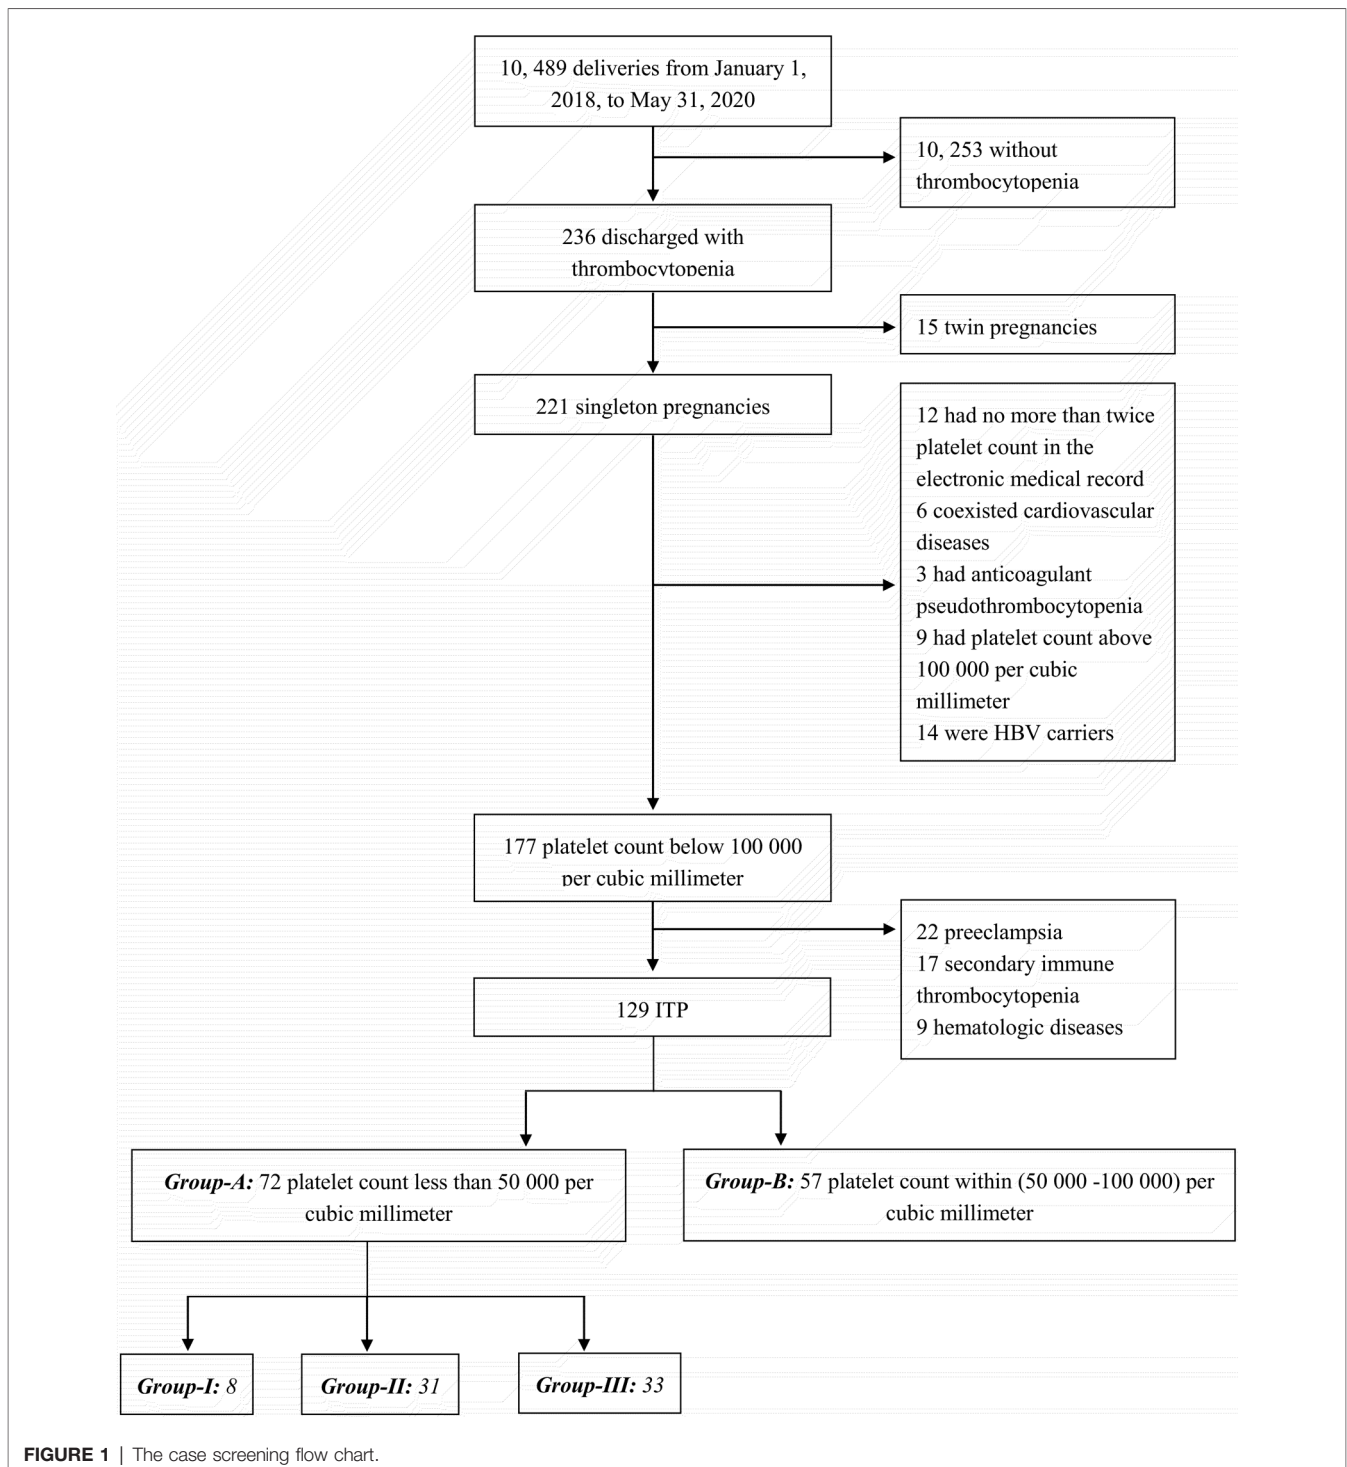 10, 489 deliveries from January 1,
2018, to May 31, 2020
10, 253 without
thrombocytopenia
236 discharged with
thrombocytopenia
15 twin pregnancies
221 singleton pregnancies
12 had no more than twice
platelet count in the
electronic medical record
6 coexisted cardiovascular
diseases
3 had anticoagulant
pseudothrombocytopenia
9 had platelet count above
100 000 per cubic
millimeter
14 were HBV carriers
177 platelet count below 100 000
per cubic millimeter
22 preeclampsia
17 secondary immune
thrombocytopenia
9 hematologic diseases
129 ITP
Group-A: 72 platelet count less than 50 000 per
cubic millimeter
Group-B: 57 platelet count within (50 000 -100 000) per
cubic millimeter
Group-I: 8
Group-II: 31
Group-III: 33
FIGURE 1 | The case screening flow chart.